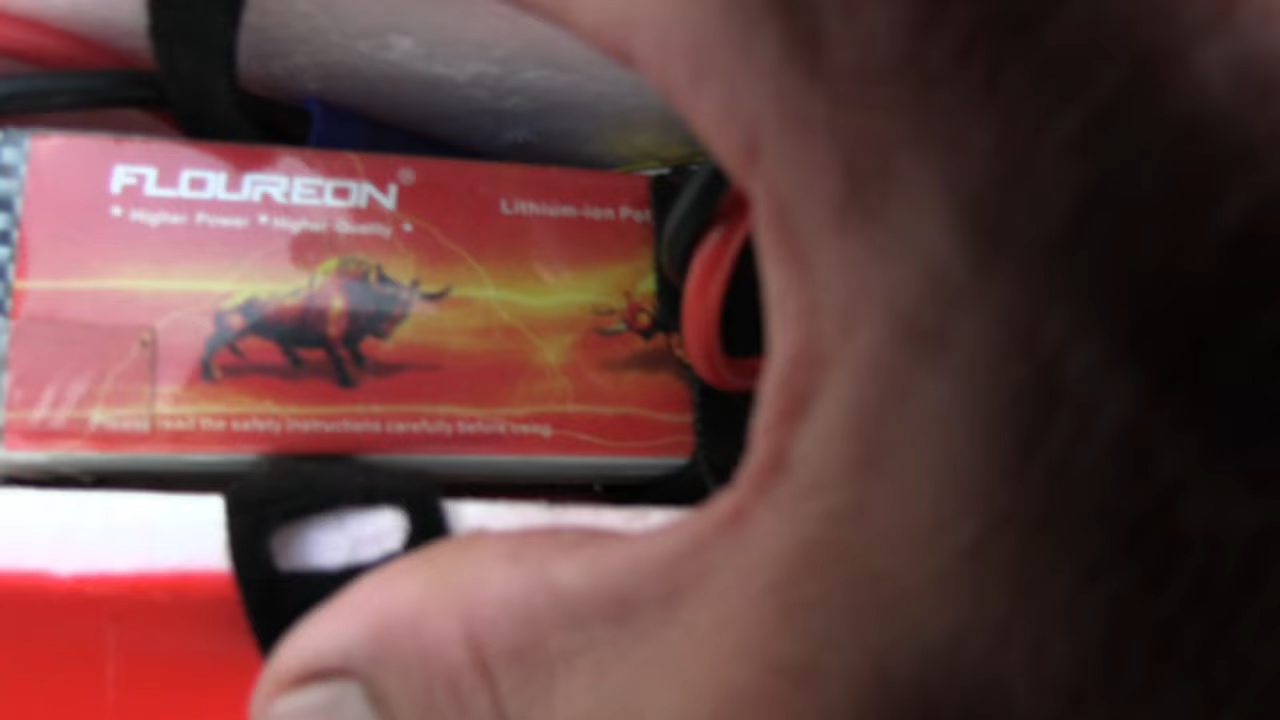 FLOUREON®
* Higher Power * Higher Quality *
Lithium-ion Pol
Please read the safety instructions carefully before using.